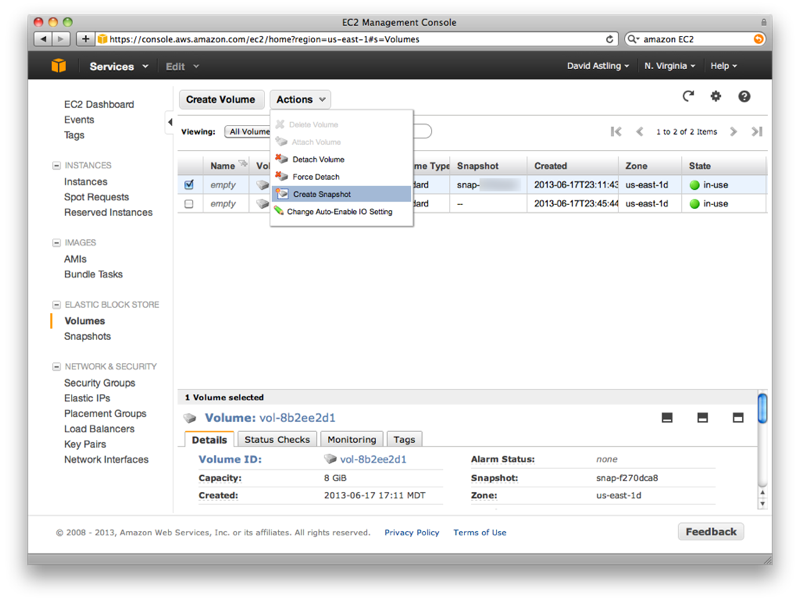 EC2 Management Console
https://console.aws.amazon.com/ec2/home?region=us-east-1#s=Volumes
amazon EC2
Services
Edit
David Astling
N. Virginia
Help
EC2 Dashboard
Events
Tags
INSTANCES
Instances
Spot Requests
Reserved Instances
IMAGES
AMIs
Bundle Tasks
ELASTIC BLOCK STORE
Volumes
Snapshots
NETWORK & SECURITY
Security Groups
Elastic IPs
Placement Groups
Load Balancers
Key Pairs
Network Interfaces
Create Volume
Actions
Viewing:
All Volume
1 to 2 of 2 Items
Delete Volume
Attach Volume
Detach Volume
Force Detach
Create Snapshot
Change Auto-Enable IO Setting
Name Vo me Type Snapshot Created Zone State
empty dard snap- 2013-06-17T23:11:43 us-east-1d in-use
empty dard -- 2013-06-17T23:45:44 us-east-1d in-use
1 Volume selected
Volume: vol-8b2ee2d1
Details Status Checks Monitoring Tags
Volume ID: vol-8b2ee2d1 Alarm Status: none
Capacity: 8 GiB Snapshot: snap-f270dca8
Created: 2013-06-17 17:11 MDT Zone: us-east-1d
© 2008 - 2013, Amazon Web Services, Inc. or its affiliates. All rights reserved. Privacy Policy Terms of Use
Feedback